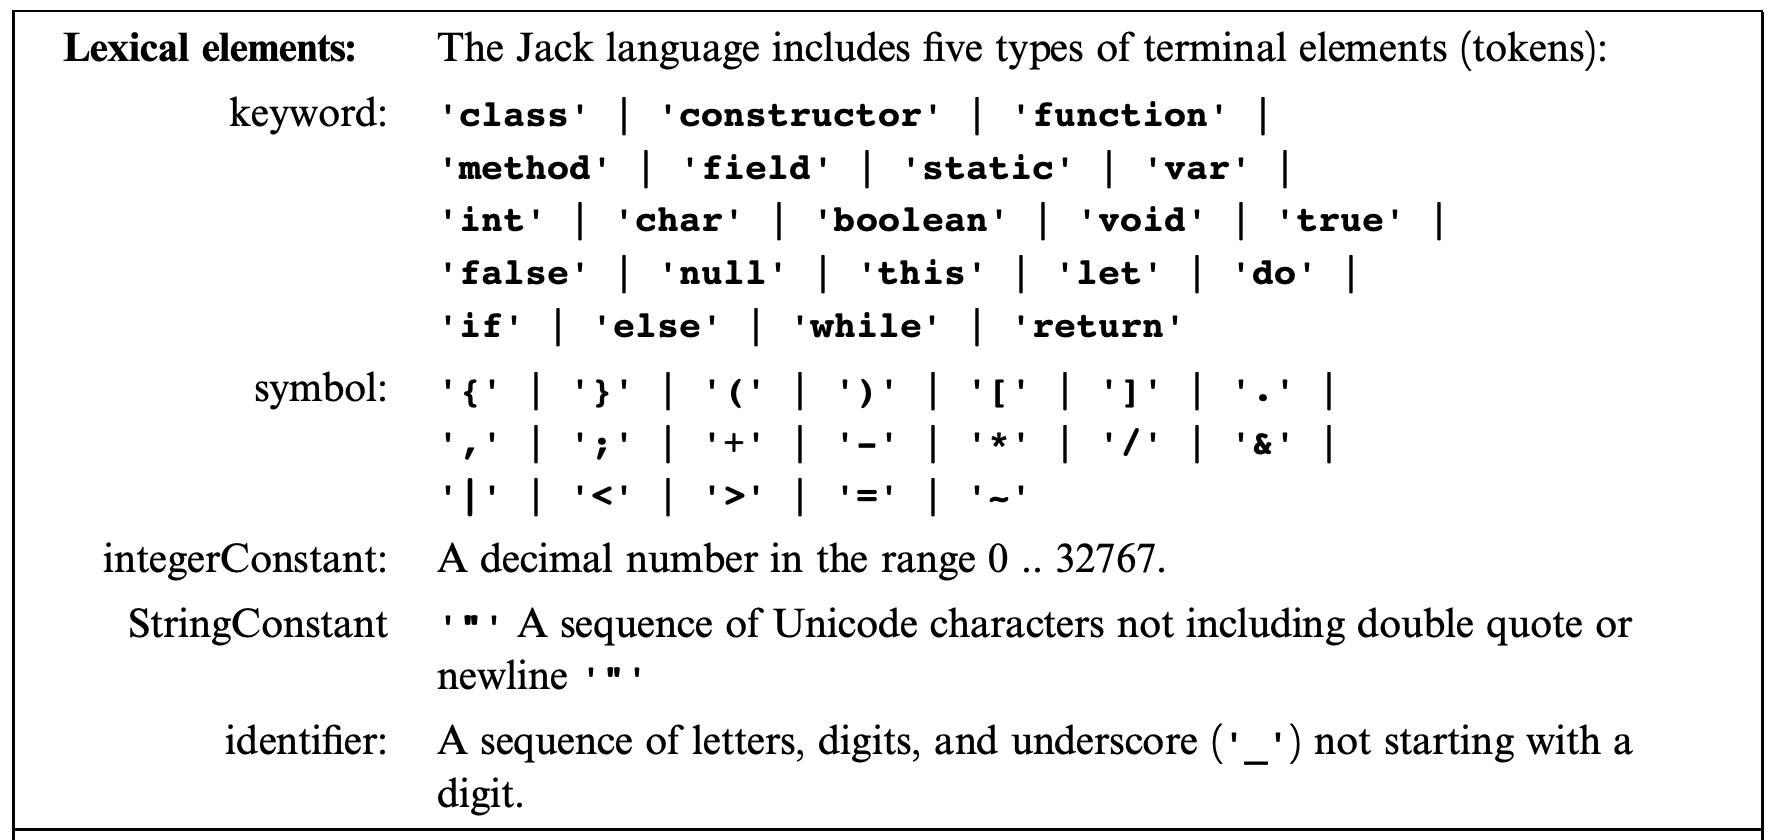 Lexical elements: The Jack language includes five types of terminal elements (tokens):
keyword: 'class' | 'constructor' | 'function' |
'method' | 'field' | 'static' | 'var' |
'int' | 'char' | 'boolean' | 'void' | 'true' |
'false' | 'null' | 'this' | 'let' | 'do' |
'if' | 'else' | 'while' | 'return'
symbol: '{' | '}' | '(' | ')' | '[' | ']' | '.' |
',' | ';' | '+' | '-' | '*' | '/' | '&' |
'|' | '<' | '>' | '=' | '~'
integerConstant: A decimal number in the range 0 .. 32767.
StringConstant '"' A sequence of Unicode characters not including double quote or
newline '"'
identifier: A sequence of letters, digits, and underscore ('_') not starting with a
digit.